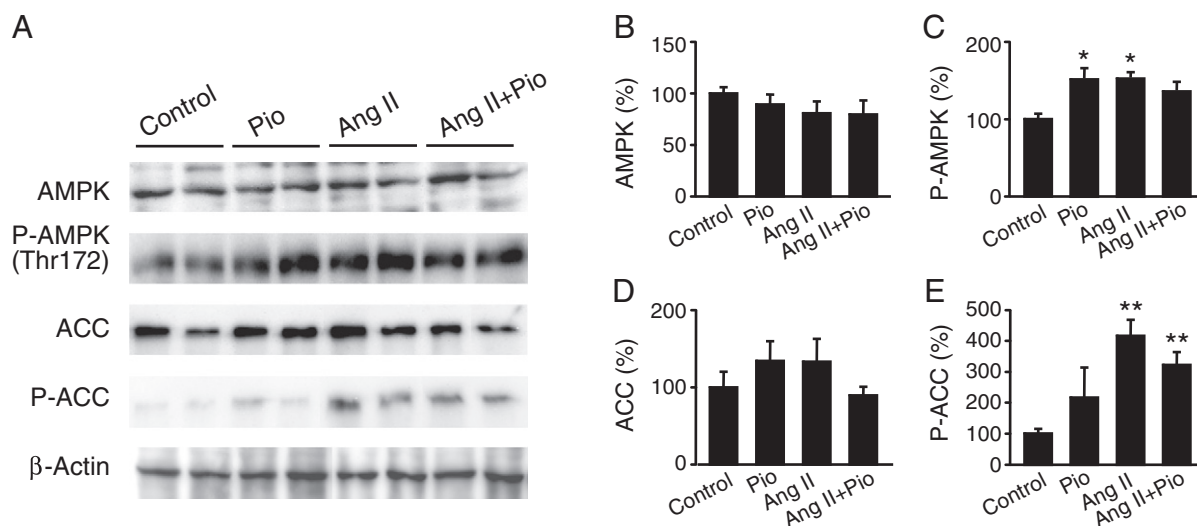 A
Control
Pio
Ang II
Ang II+Pio
AMPK
P-AMPK
(Thr172)
ACC
P-ACC
β-Actin
B
AMPK (%)
150
100
50
0
Control
Pio
Ang II
Ang II+Pio
C
P-AMPK (%)
200
100
0
*
*
Control
Pio
Ang II
Ang II+Pio
D
ACC (%)
200
100
0
Control
Pio
Ang II
Ang II+Pio
E
P-ACC (%)
500
400
300
200
100
0
**
**
Control
Pio
Ang II
Ang II+Pio